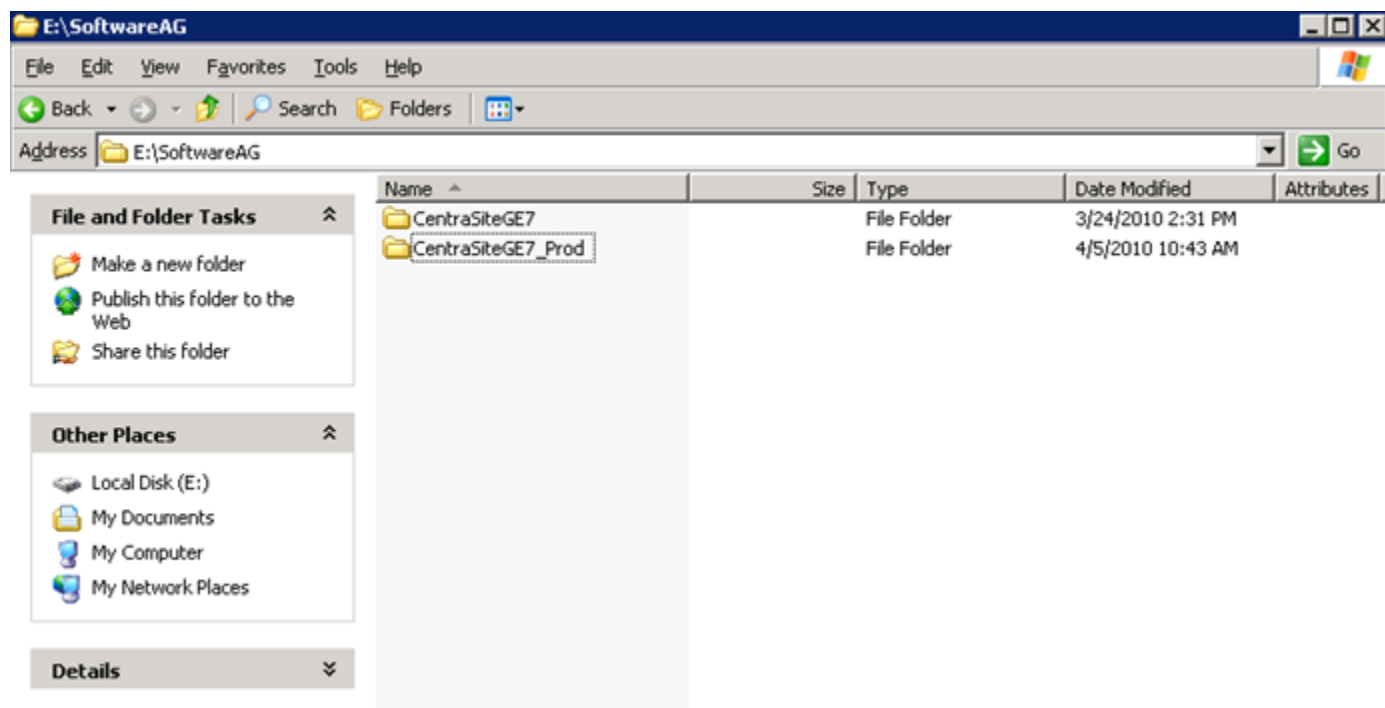 E:\SoftwareAG
File Edit View Favorites Tools Help
Back Search Folders
Address E:\SoftwareAG Go
File and Folder Tasks
Make a new folder
Publish this folder to the
Web
Share this folder
Other Places
Local Disk (E:)
My Documents
My Computer
My Network Places
Details
Name Size Type Date Modified Attributes
CentraSiteGE7 File Folder 3/24/2010 2:31 PM
CentraSiteGE7_Prod File Folder 4/5/2010 10:43 AM